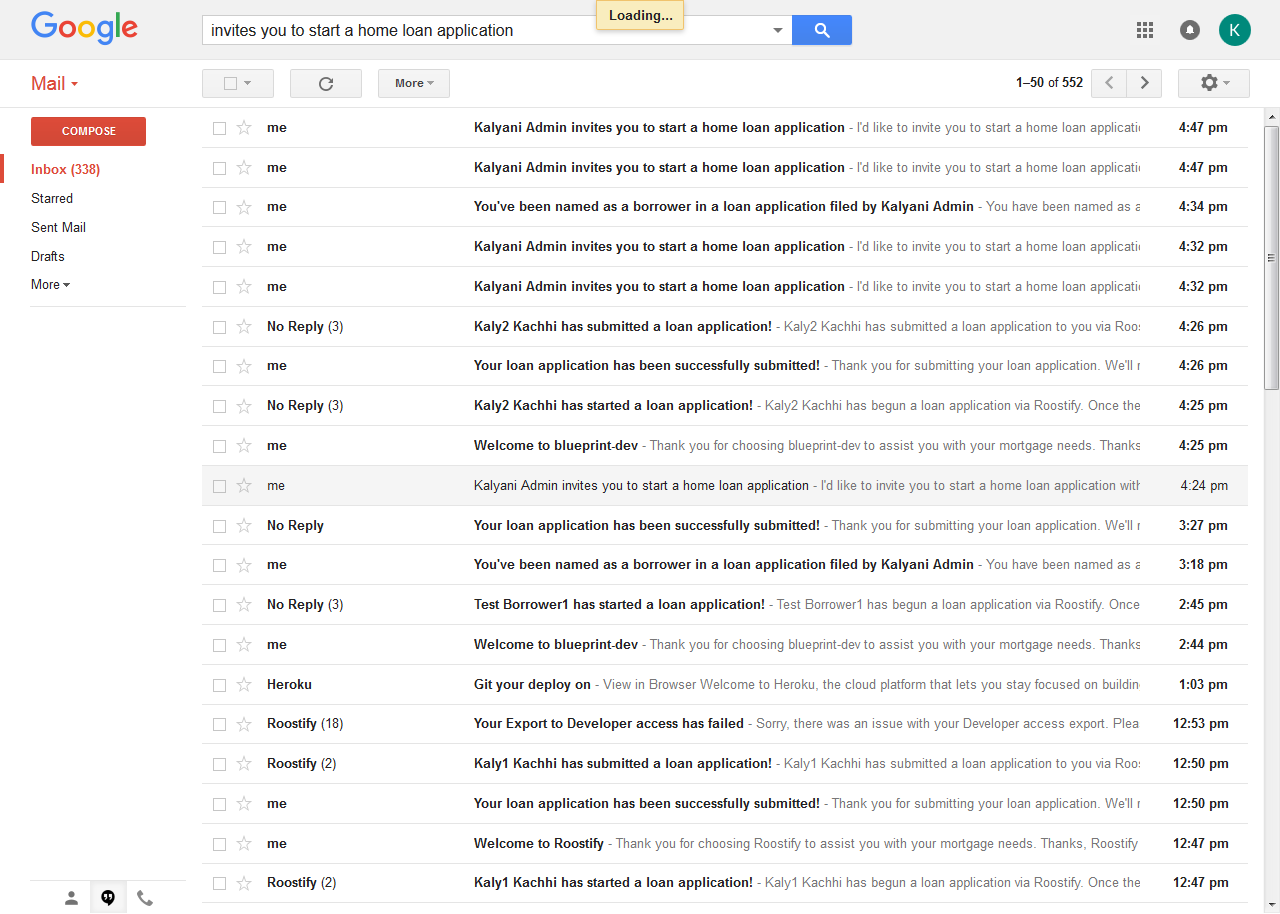 Google
invites you to start a home loan application
Loading...
K
Mail
More
1–50 of 552
COMPOSE
Inbox (338)
Starred
Sent Mail
Drafts
More
me Kalyani Admin invites you to start a home loan application - I'd like to invite you to start a home loan applicati 4:47 pm
me Kalyani Admin invites you to start a home loan application - I'd like to invite you to start a home loan applicati 4:47 pm
me You've been named as a borrower in a loan application filed by Kalyani Admin - You have been named as a 4:34 pm
me Kalyani Admin invites you to start a home loan application - I'd like to invite you to start a home loan applicati 4:32 pm
me Kalyani Admin invites you to start a home loan application - I'd like to invite you to start a home loan applicati 4:32 pm
No Reply (3) Kaly2 Kachhi has submitted a loan application! - Kaly2 Kachhi has submitted a loan application to you via Roos 4:26 pm
me Your loan application has been successfully submitted! - Thank you for submitting your loan application. We'll r 4:26 pm
No Reply (3) Kaly2 Kachhi has started a loan application! - Kaly2 Kachhi has begun a loan application via Roostify. Once the 4:25 pm
me Welcome to blueprint-dev - Thank you for choosing blueprint-dev to assist you with your mortgage needs. Thanks 4:25 pm
me Kalyani Admin invites you to start a home loan application - I'd like to invite you to start a home loan application with 4:24 pm
No Reply Your loan application has been successfully submitted! - Thank you for submitting your loan application. We'll r 3:27 pm
me You've been named as a borrower in a loan application filed by Kalyani Admin - You have been named as a 3:18 pm
No Reply (3) Test Borrower1 has started a loan application! - Test Borrower1 has begun a loan application via Roostify. Once 2:45 pm
me Welcome to blueprint-dev - Thank you for choosing blueprint-dev to assist you with your mortgage needs. Thanks 2:44 pm
Heroku Git your deploy on - View in Browser Welcome to Heroku, the cloud platform that lets you stay focused on buildin 1:03 pm
Roostify (18) Your Export to Developer access has failed - Sorry, there was an issue with your Developer access export. Plea 12:53 pm
Roostify (2) Kaly1 Kachhi has submitted a loan application! - Kaly1 Kachhi has submitted a loan application to you via Roos 12:50 pm
me Your loan application has been successfully submitted! - Thank you for submitting your loan application. We'll r 12:50 pm
me Welcome to Roostify - Thank you for choosing Roostify to assist you with your mortgage needs. Thanks, Roostify 12:47 pm
Roostify (2) Kaly1 Kachhi has started a loan application! - Kaly1 Kachhi has begun a loan application via Roostify. Once the 12:47 pm